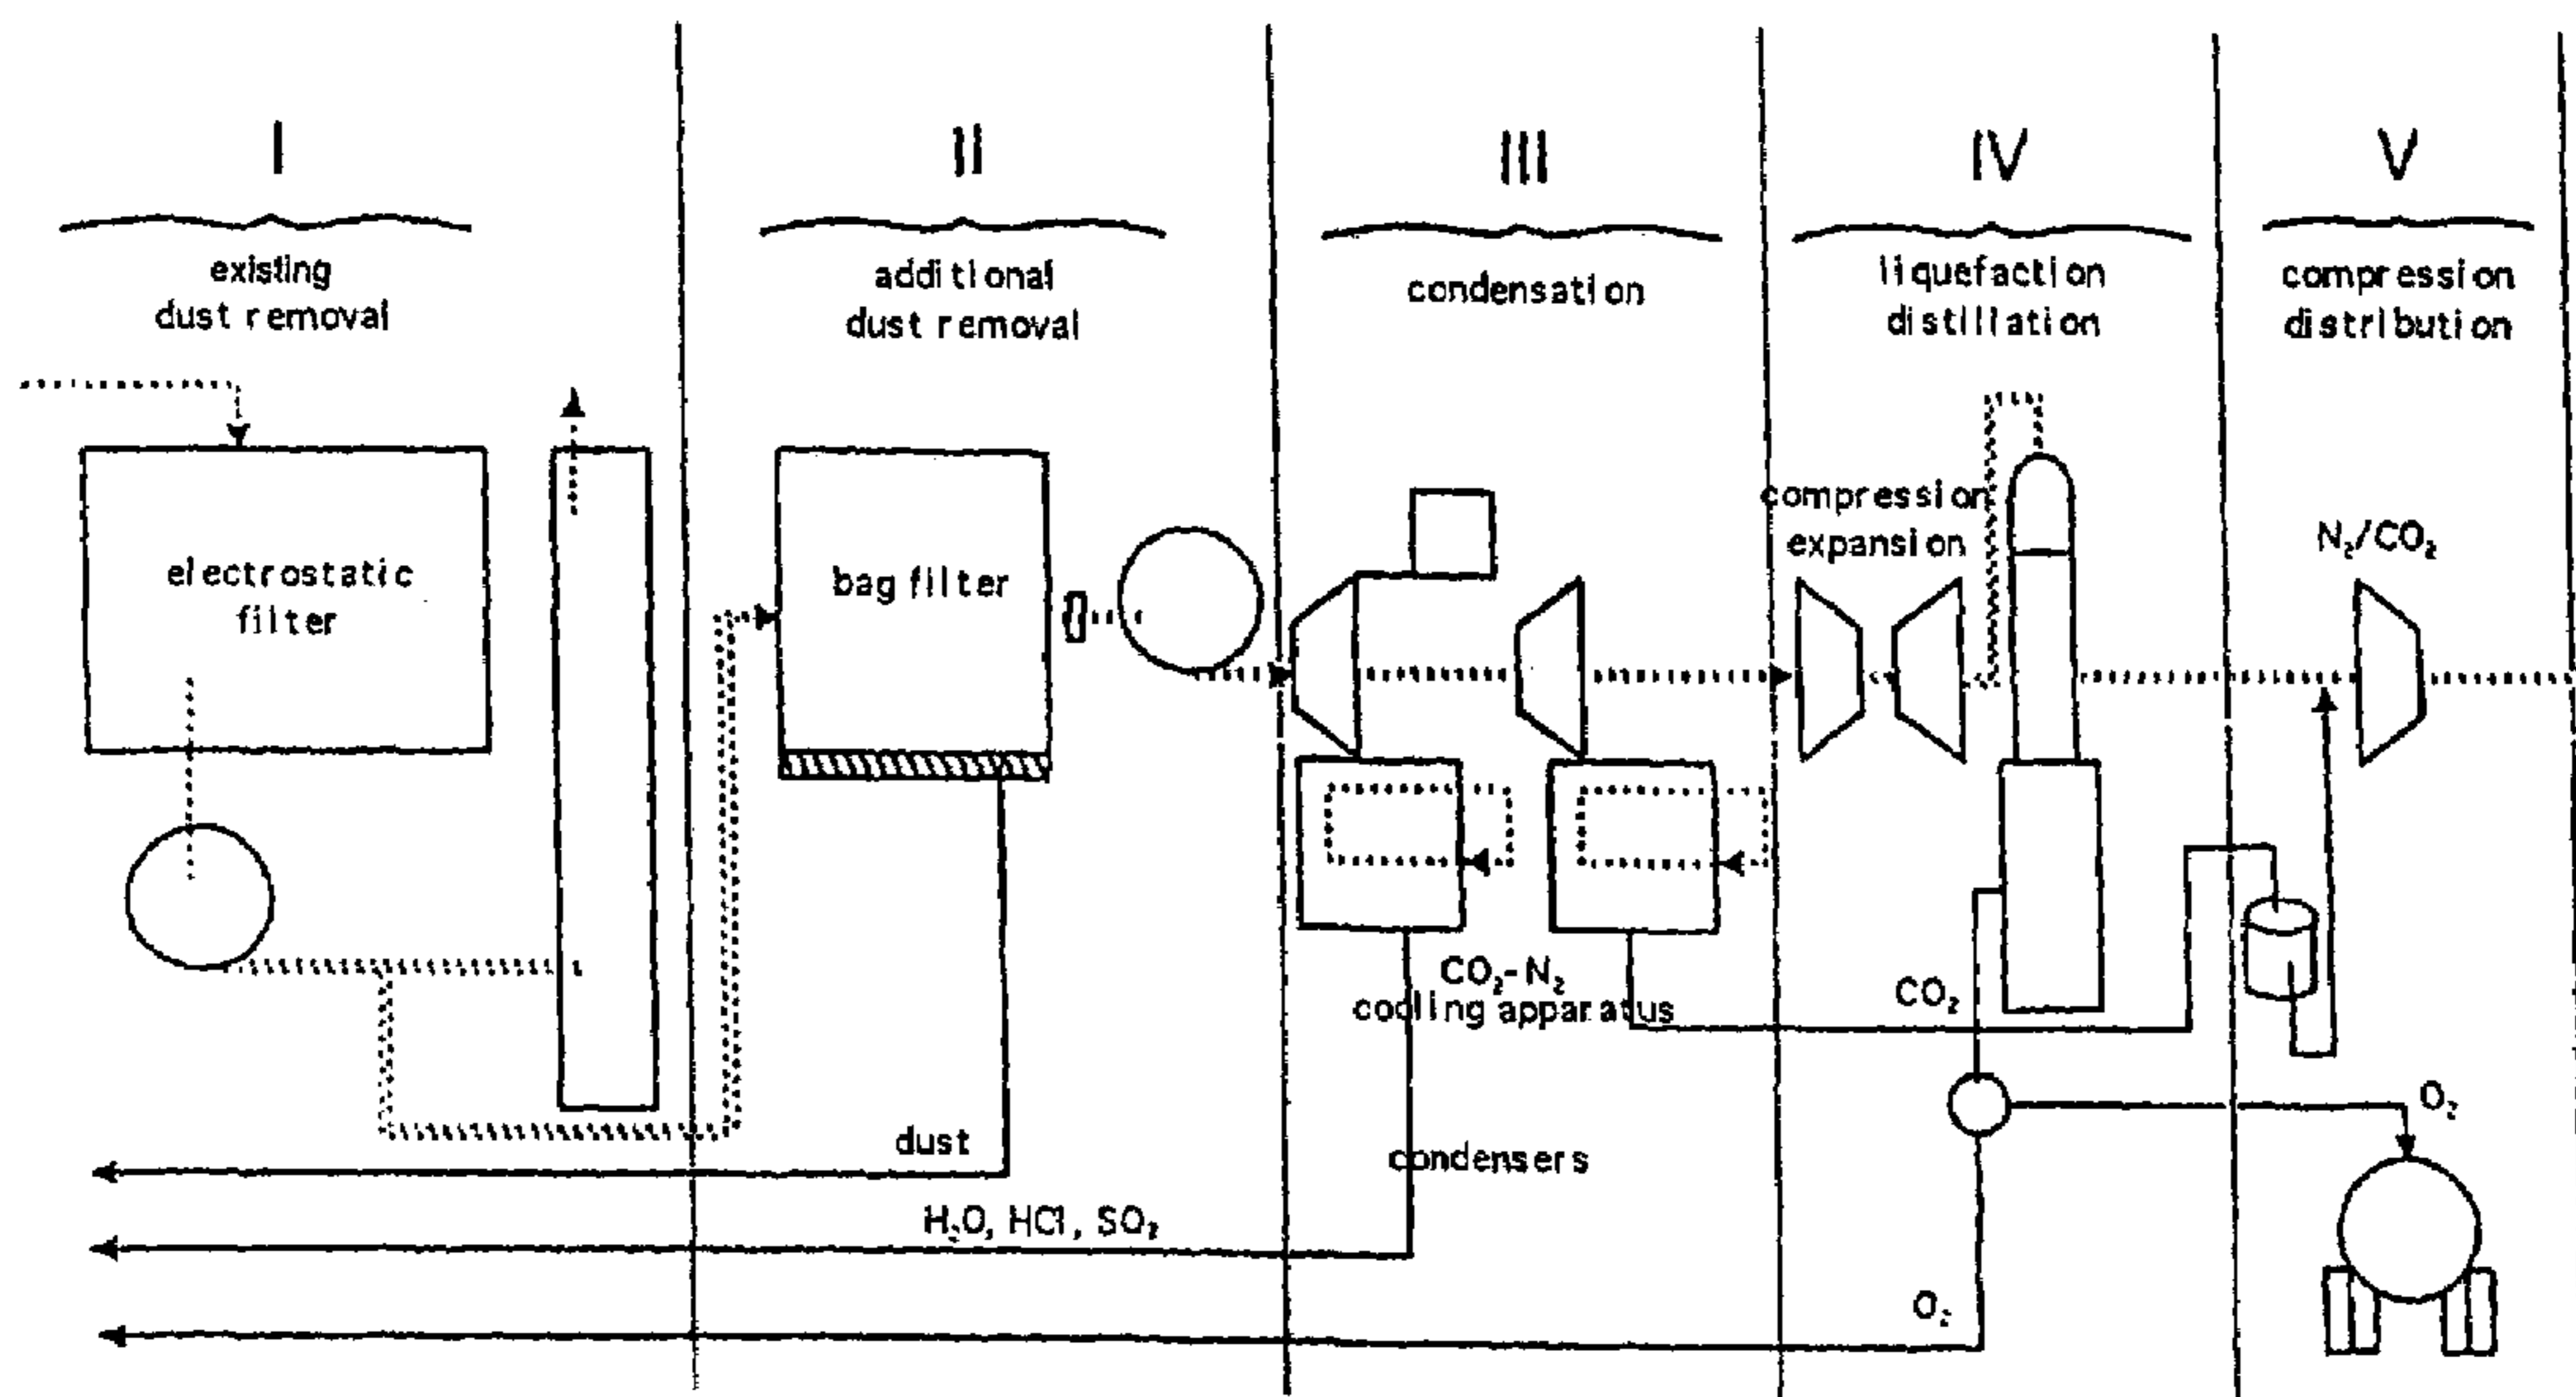 I
II
III
IV
V
existing
dust removal
additional
dust removal
condensation
liquefaction
distillation
compression
distribution
electrostatic
filter
bag filter
compression
expansion
N₂/CO₂
CO₂-N₂
cooling apparatus
CO₂
O₂
dust
condensers
H₂O, HCl, SO₂
O₂